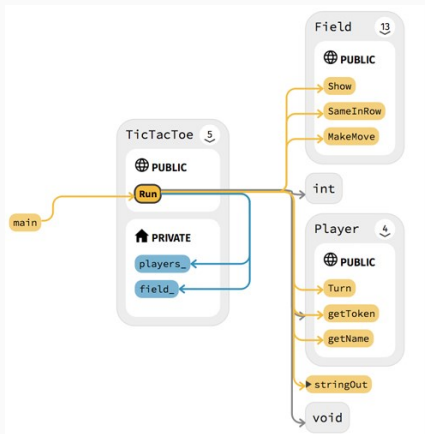 Field 13
PUBLIC
Show
SameInRow
MakeMove
TicTacToe 5
PUBLIC
Run
int
main
PRIVATE
players_
field_
Player 4
PUBLIC
Turn
getToken
getName
stringOut
void